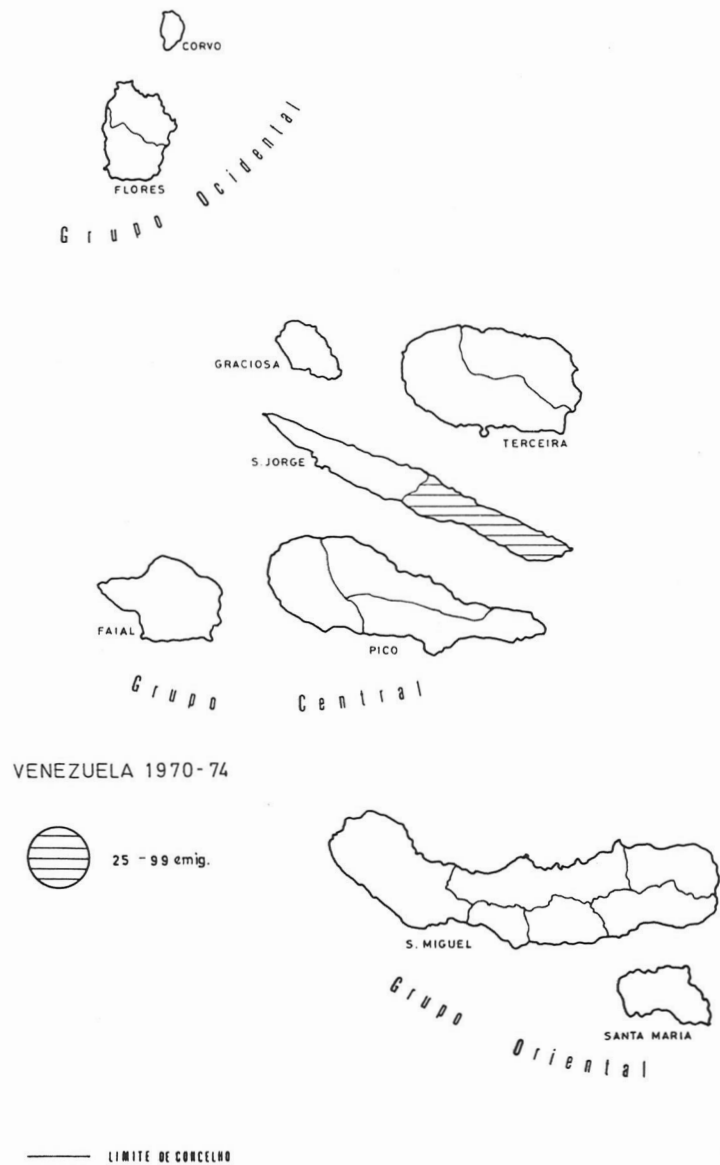 CORVO
FLORES
Grupo Ocidental
GRACIOSA
TERCEIRA
S. JORGE
FAIAL
PICO
Grupo Central
VENEZUELA 1970-74
25 - 99 emig.
S. MIGUEL
Grupo Oriental
SANTA MARIA
LIMITE DE CONCELHO